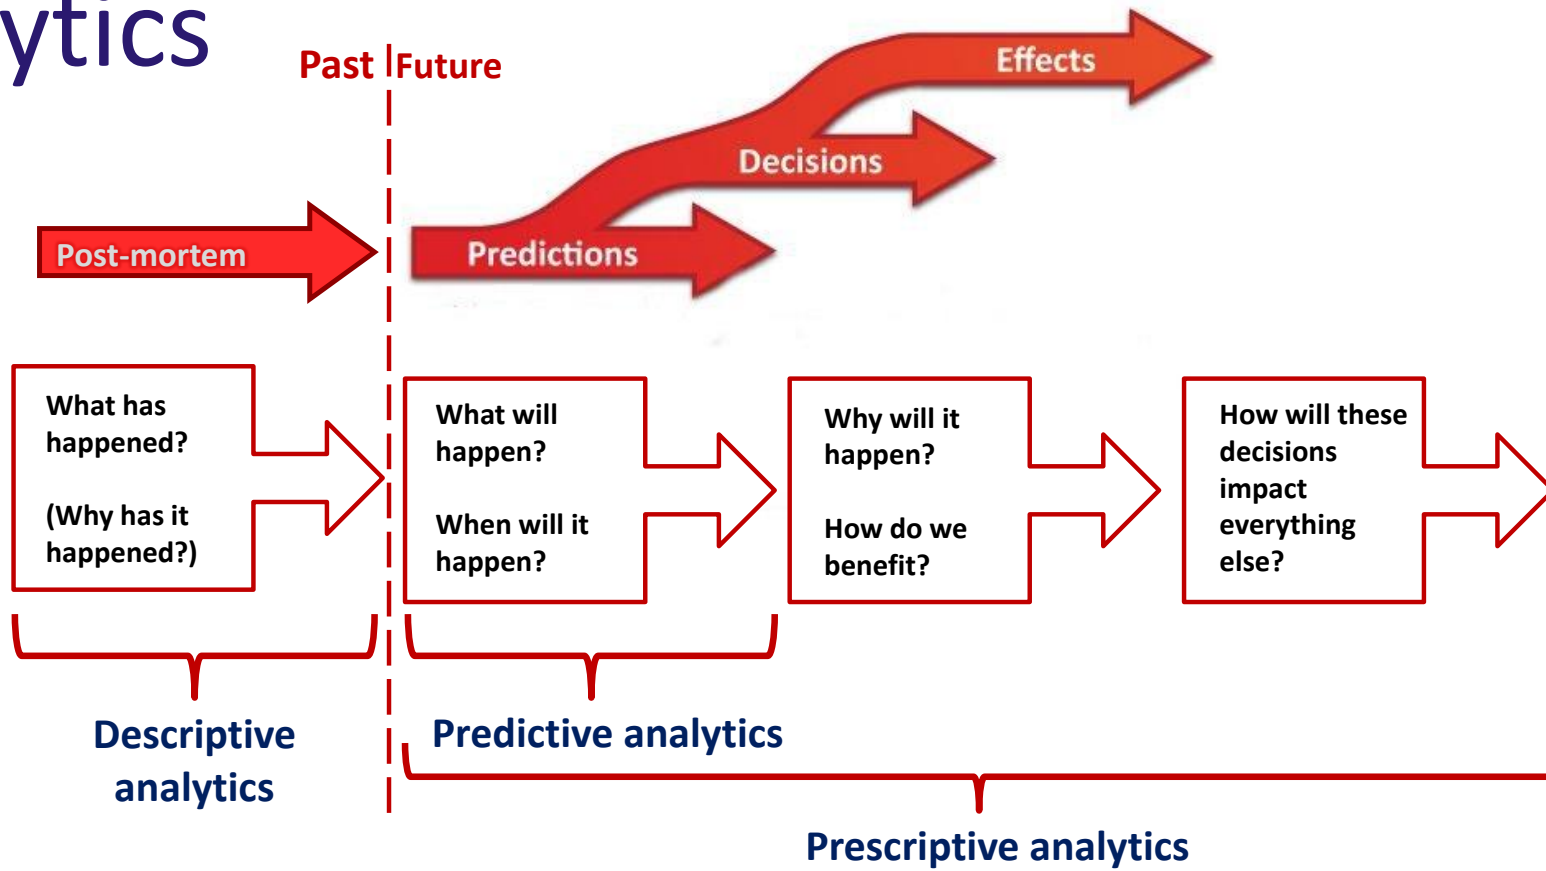 ytics
Past
Future
Effects
Decisions
Post-mortem
Predictions
What has
happened?
(Why has it
happened?)
What will
happen?
When will it
happen?
Why will it
happen?
How do we
benefit?
How will these
decisions
impact
everything
else?
Descriptive
analytics
Predictive analytics
Prescriptive analytics